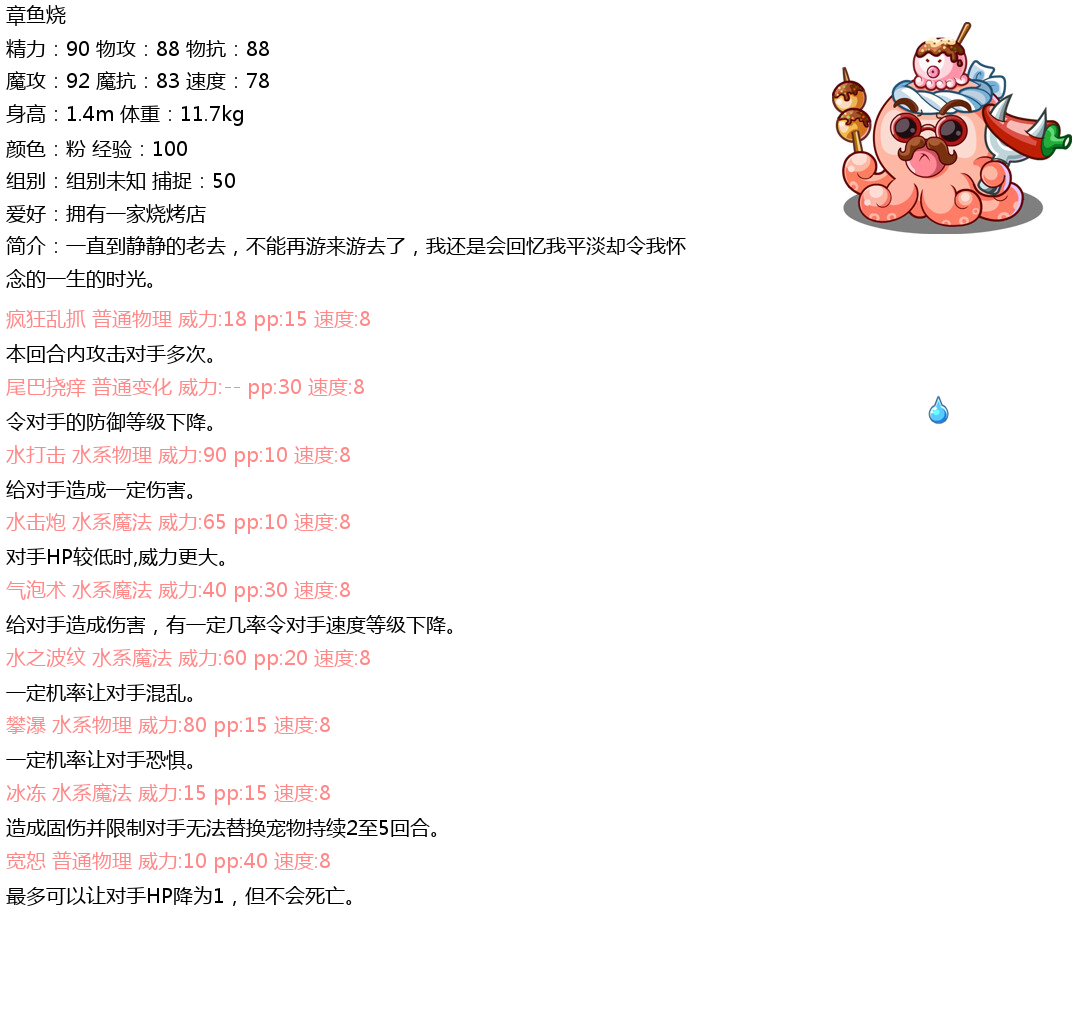 章鱼烧
精力：90 物攻：88 物抗：88
魔攻：92 魔抗：83 速度：78
身高：1.4m 体重：11.7kg
颜色：粉 经验：100
组别：组别未知 捕捉：50
爱好：拥有一家烧烤店
简介：一直到静静的老去，不能再游来游去了，我还是会回忆我平淡却令我怀
念的一生的时光。
疯狂乱抓 普通物理 威力:18 pp:15 速度:8
本回合内攻击对手多次。
尾巴挠痒 普通变化 威力:-- pp:30 速度:8
令对手的防御等级下降。
水打击 水系物理 威力:90 pp:10 速度:8
给对手造成一定伤害。
水击炮 水系魔法 威力:65 pp:10 速度:8
对手HP较低时,威力更大。
气泡术 水系魔法 威力:40 pp:30 速度:8
给对手造成伤害，有一定几率令对手速度等级下降。
水之波纹 水系魔法 威力:60 pp:20 速度:8
一定机率让对手混乱。
攀瀑 水系物理 威力:80 pp:15 速度:8
一定机率让对手恐惧。
冰冻 水系魔法 威力:15 pp:15 速度:8
造成固伤并限制对手无法替换宠物持续2至5回合。
宽恕 普通物理 威力:10 pp:40 速度:8
最多可以让对手HP降为1，但不会死亡。